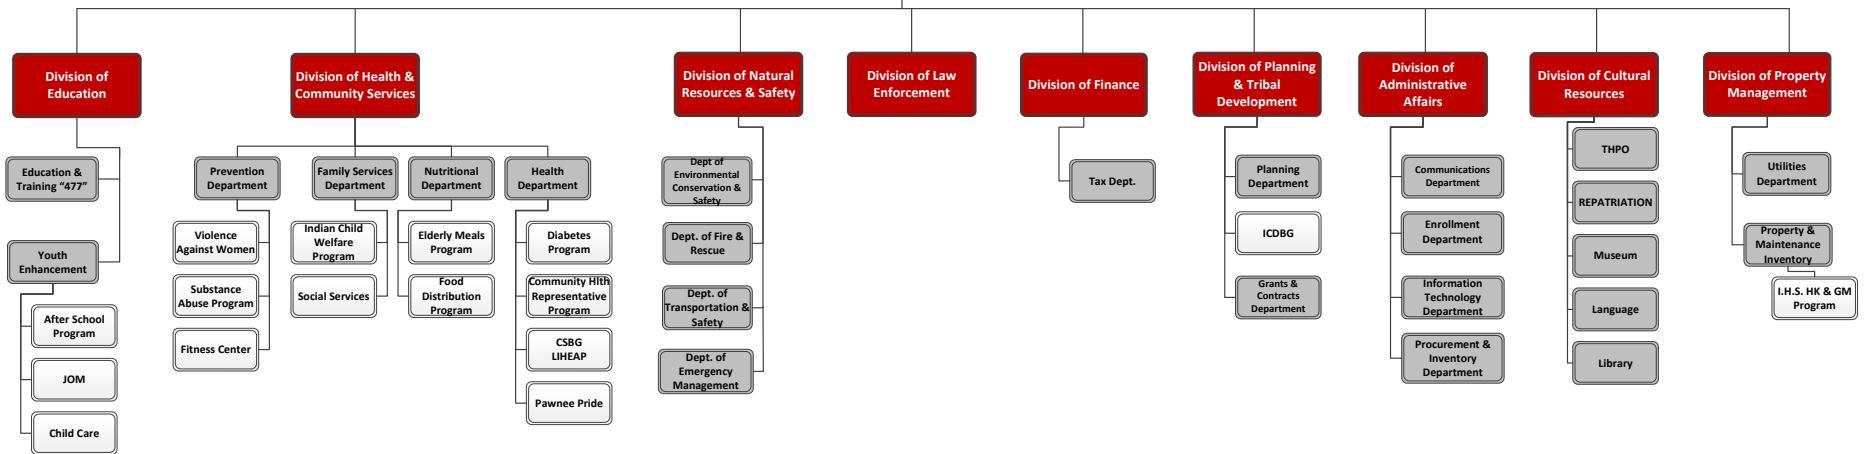 Division of
Education
Division of Health &
Community Services
Division of Natural
Resources & Safety
Division of Law
Enforcement
Division of Finance
Division of Planning
& Tribal
Development
Division of
Administrative
Affairs
Division of Cultural
Resources
Division of Property
Management
Education &
Training "477"
Youth
Enhancement
After School
Program
JOM
Child Care
Prevention
Department
Violence
Against Women
Substance
Abuse Program
Fitness Center
Family Services
Department
Indian Child
Welfare
Program
Social Services
Nutritional
Department
Elderly Meals
Program
Food
Distribution
Program
Health
Department
Diabetes
Program
Community Hlth
Representative
Program
CSBG
LIHEAP
Pawnee Pride
Dept of
Environmental
Conservation &
Safety
Dept. of Fire &
Rescue
Dept. of
Transportation &
Safety
Dept. of
Emergency
Management
Tax Dept.
Planning
Department
ICDBG
Grants &
Contracts
Department
Communications
Department
Enrollment
Department
Information
Technology
Department
Procurement &
Inventory
Department
THPO
REPATRIATION
Museum
Language
Library
Utilities
Department
Property &
Maintenance
Inventory
I.H.S. HK & GM
Program